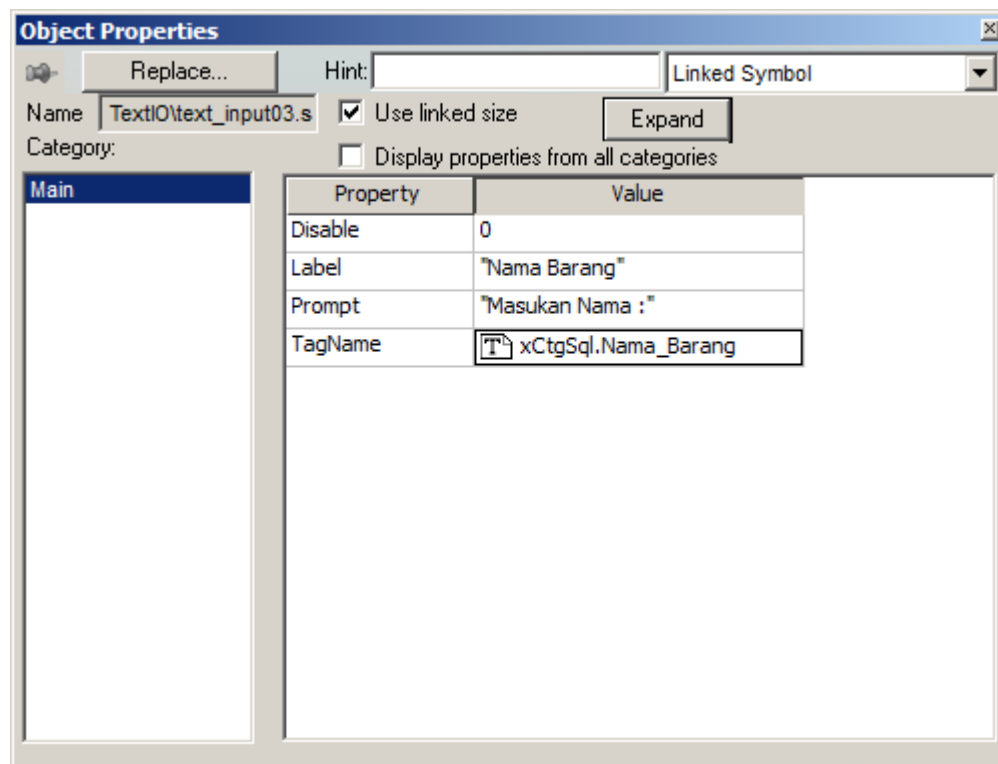 Object Properties
Replace... Hint: Linked Symbol
Name TextIO\text_input03.s Use linked size Expand
Category: Display properties from all categories
Main
Property Value
Disable 0
Label "Nama Barang"
Prompt "Masukan Nama :"
TagName T xCtgSql.Nama_Barang